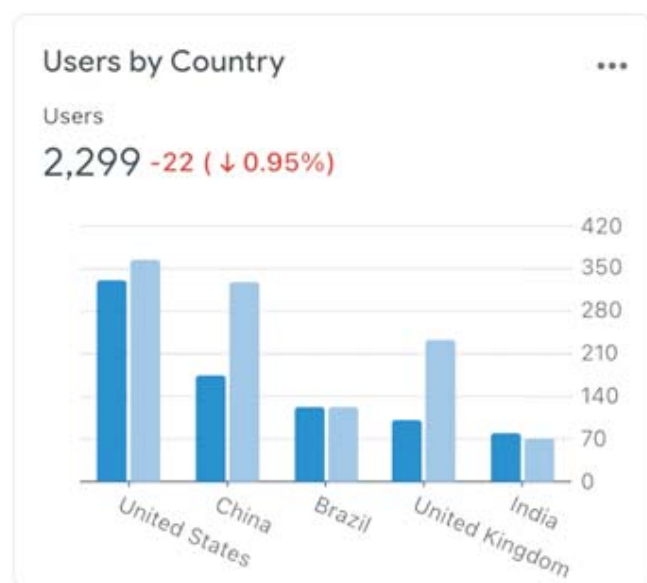 Users by Country
Users
2,299 -22 (↓ 0.95%)
420
350
280
210
140
70
0
United States
China
Brazil
United Kingdom
India